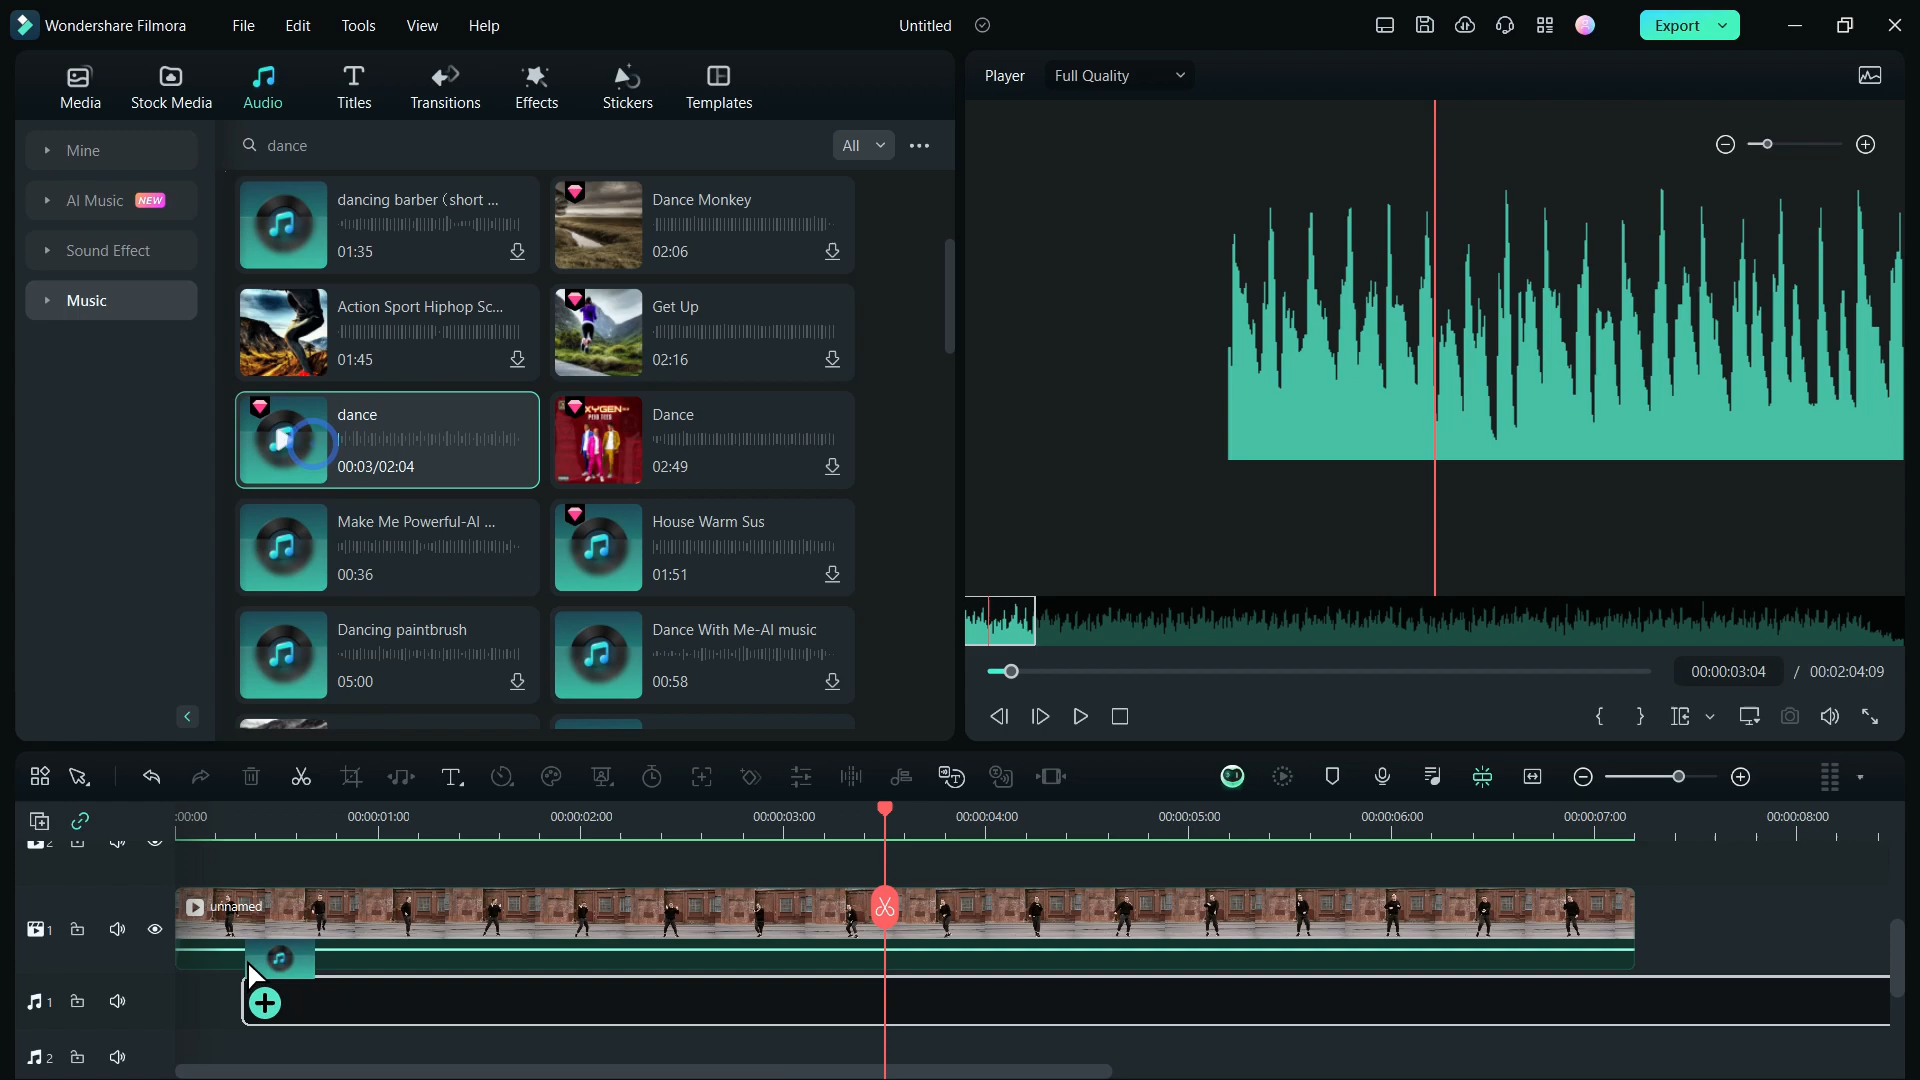 Wondershare Filmora
File
Edit
Tools
View
Help
Untitled
Export
Media
Stock Media
Audio
Titles
Transitions
Effects
Stickers
Templates
Player
Full Quality
Mine
AI Music NEW
Sound Effect
Music
dance
All
dancing barber（short ...
01:35
Dance Monkey
02:06
Action Sport Hiphop Sc...
01:45
Get Up
02:16
dance
00:03/02:04
Dance
02:49
Make Me Powerful-AI ...
00:36
House Warm Sus
01:51
Dancing paintbrush
05:00
Dance With Me-AI music
00:58
00:00:03:04 / 00:02:04:09
:00:00
00:00:01:00
00:00:02:00
00:00:03:00
00:00:04:00
00:00:05:00
00:00:06:00
00:00:07:00
00:00:08:00
2
unnamed
1
1
2